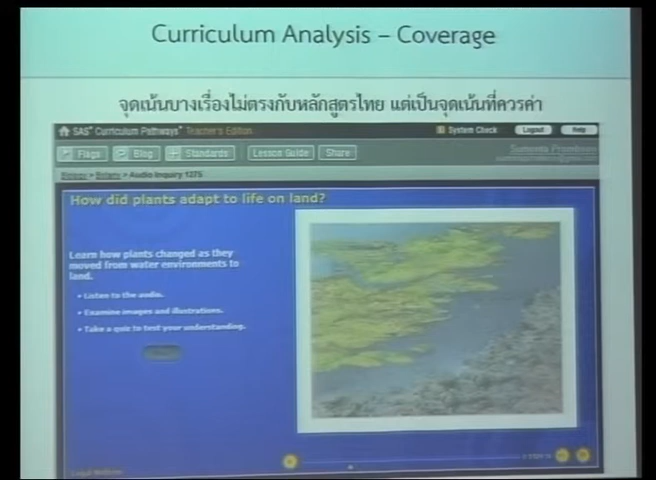 Curriculum Analysis – Coverage
จุดเน้นบางเรื่องไม่ตรงกับหลักสูตรไทย แต่เป็นจุดเน้นที่ควรค่า
SAS® Curriculum Pathways® Teacher's Edition System Check Logout Help
Flags Blog Standards Lesson Guide Share
Biology > Botany > Audio Inquiry 1275
How did plants adapt to life on land?
Learn how plants changed as they
moved from water environments to
land.
• Listen to the audio.
• Examine images and illustrations.
• Take a quiz to test your understanding.